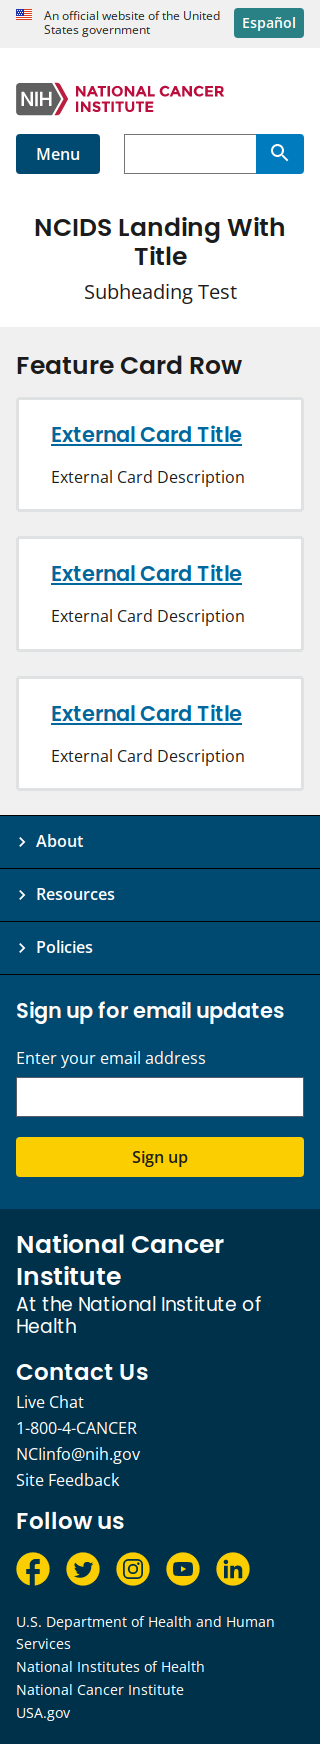 An official website of the United
States government
Español
NIH
NATIONAL CANCER
INSTITUTE
Menu
NCIDS Landing With
Title
Subheading Test
Feature Card Row
External Card Title
External Card Description
External Card Title
External Card Description
External Card Title
External Card Description
About
Resources
Policies
Sign up for email updates
Enter your email address
Sign up
National Cancer
Institute
At the National Institute of
Health
Contact Us
Live Chat
1-800-4-CANCER
NCIinfo@nih.gov
Site Feedback
Follow us
U.S. Department of Health and Human
Services
National Institutes of Health
National Cancer Institute
USA.gov